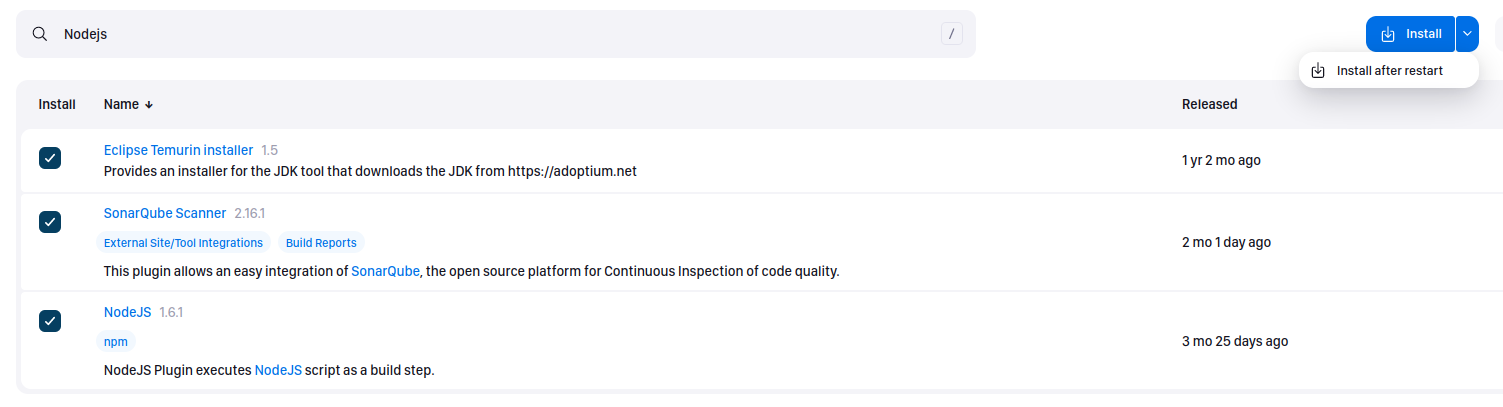 Nodejs /
Install
Install after restart
Install Name Released
Eclipse Temurin installer 1.5
Provides an installer for the JDK tool that downloads the JDK from https://adoptium.net
1 yr 2 mo ago
SonarQube Scanner 2.16.1
External Site/Tool Integrations Build Reports
2 mo 1 day ago
This plugin allows an easy integration of SonarQube, the open source platform for Continuous Inspection of code quality.
NodeJS 1.6.1
npm
3 mo 25 days ago
NodeJS Plugin executes NodeJS script as a build step.